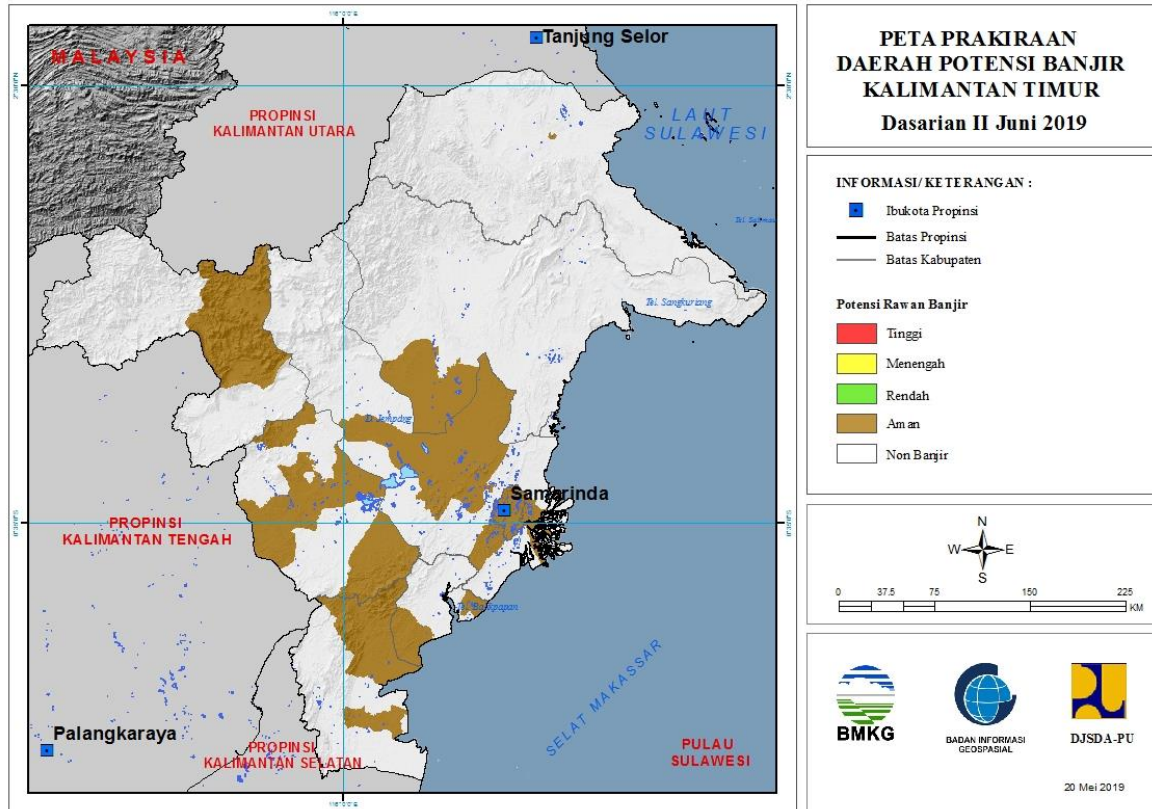 MALAYSIA
Tanjung Selor
PROPINSI
KALIMANTAN UTARA
LAUT
SULAWESI
Tel. Sangkuriang
D. Jempang
Samarinda
PROPINSI
KALIMANTAN TENGAH
SELAT MAKASSAR
Palangkaraya
PROPINSI
KALIMANTAN SELATAN
PULAU
SULAWESI
PETA PRAKIRAAN
DAERAH POTENSI BANJIR
KALIMANTAN TIMUR
Dasarian II Juni 2019
INFORMASI/ KETERANGAN :
Ibukota Propinsi
Batas Propinsi
Batas Kabupaten
Potensi Rawan Banjir
Tinggi
Menengah
Rendah
Aman
Non Banjir
N
W E
S
0 37.5 75 150 225
KM
BMKG
BADAN INFORMASI
GEOSPASIAL
DJSDA-PU
20 Mei 2019